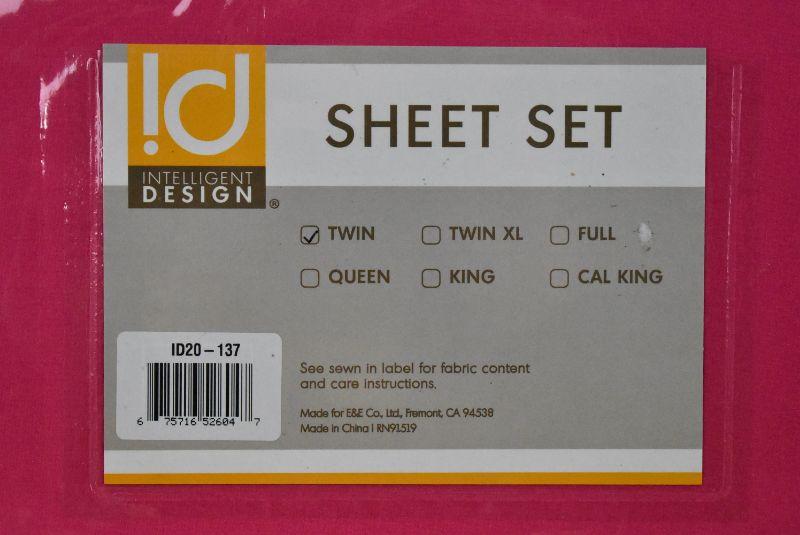 !d
INTELLIGENT
DESIGN®
SHEET SET
TWIN TWIN XL FULL
QUEEN KING CAL KING
ID20-137
6 75716 52604 7
See sewn in label for fabric content
and care instructions.
Made for E&E Co., Ltd., Fremont, CA 94538
Made in China | RN91519